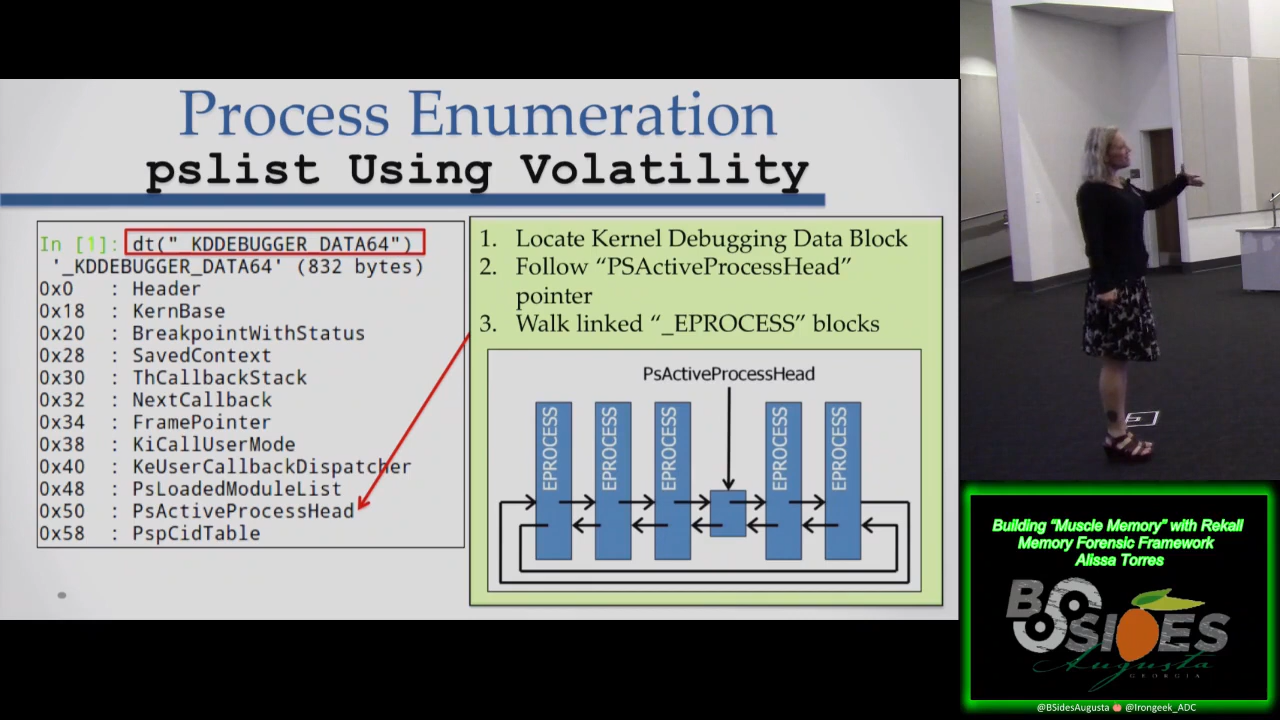 Process Enumeration
pslist Using Volatility
In [1]: dt("_KDDEBUGGER_DATA64")
'_KDDEBUGGER_DATA64' (832 bytes)
0x0 : Header
0x18 : KernBase
0x20 : BreakpointWithStatus
0x28 : SavedContext
0x30 : ThCallbackStack
0x32 : NextCallback
0x34 : FramePointer
0x38 : KiCallUserMode
0x40 : KeUserCallbackDispatcher
0x48 : PsLoadedModuleList
0x50 : PsActiveProcessHead
0x58 : PspCidTable
1. Locate Kernel Debugging Data Block
2. Follow “PSActiveProcessHead”
pointer
3. Walk linked “_EPROCESS” blocks
PsActiveProcessHead
EPROCESS
EPROCESS
EPROCESS
EPROCESS
EPROCESS
Building “Muscle Memory” with Rekall
Memory Forensic Framework
Alissa Torres
BSIDES
Augusta
GEORGIA
@BSidesAugusta @Irongeek_ADC